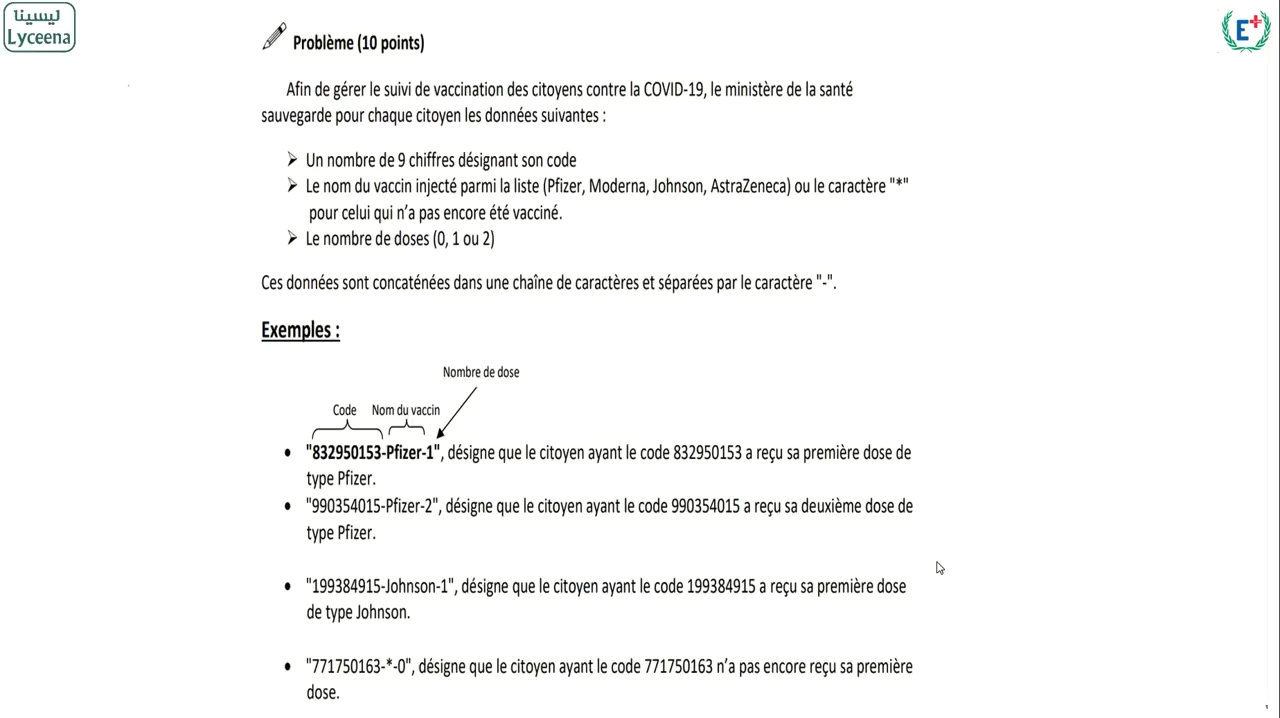 ليسينا
Lyceena
E+
Problème (10 points)
Afin de gérer le suivi de vaccination des citoyens contre la COVID-19, le ministère de la santé
sauvegarde pour chaque citoyen les données suivantes :
➢ Un nombre de 9 chiffres désignant son code
➢ Le nom du vaccin injecté parmi la liste (Pfizer, Moderna, Johnson, AstraZeneca) ou le caractère "*"
pour celui qui n'a pas encore été vacciné.
➢ Le nombre de doses (0, 1 ou 2)
Ces données sont concaténées dans une chaîne de caractères et séparées par le caractère "-".
Exemples :
Nombre de dose
Code Nom du vaccin
• "832950153-Pfizer-1", désigne que le citoyen ayant le code 832950153 a reçu sa première dose de
type Pfizer.
• "990354015-Pfizer-2", désigne que le citoyen ayant le code 990354015 a reçu sa deuxième dose de
type Pfizer.
• "199384915-Johnson-1", désigne que le citoyen ayant le code 199384915 a reçu sa première dose
de type Johnson.
• "771750163-*-0", désigne que le citoyen ayant le code 771750163 n'a pas encore reçu sa première
dose.